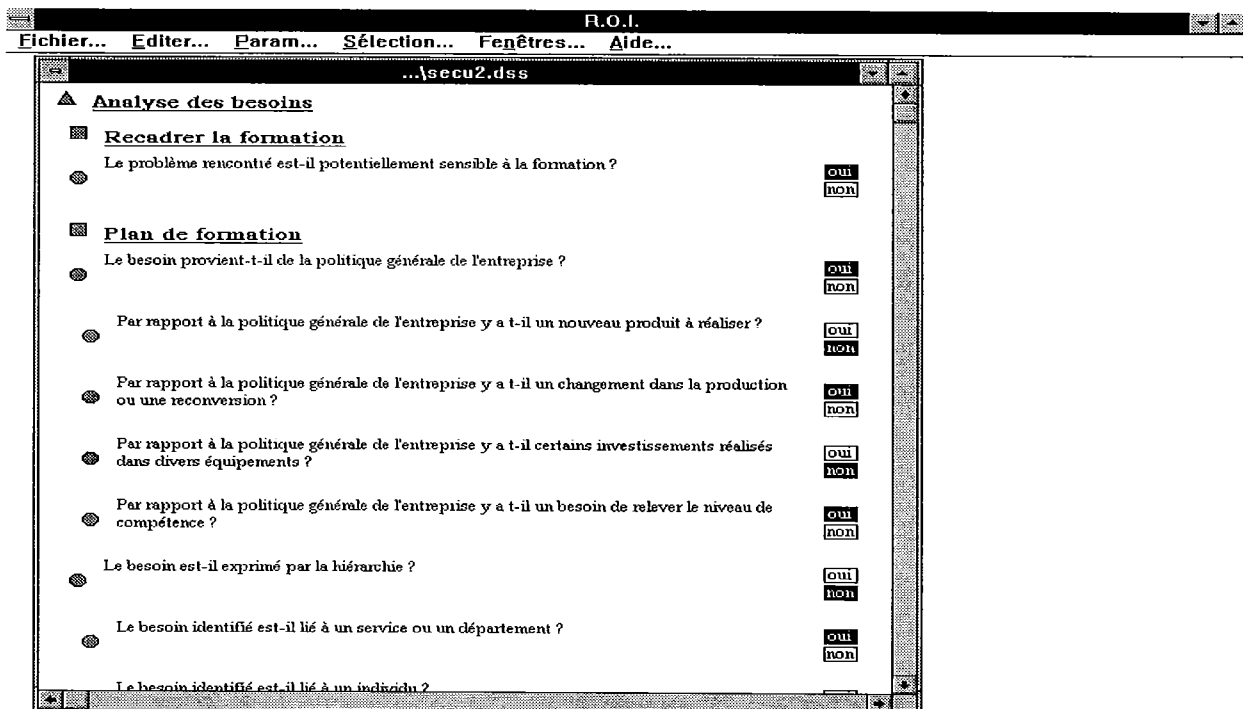 R.O.I.
Fichier... Editer... Param... Sélection... Fenêtres... Aide...
...\secu2.dss
Analyse des besoins
Recadrer la formation
Le problème rencontré est-il potentiellement sensible à la formation ?
oui
non
Plan de formation
Le besoin provient-t-il de la politique générale de l'entreprise ?
oui
non
Par rapport à la politique générale de l'entreprise y a t-il un nouveau produit à réaliser ?
oui
non
Par rapport à la politique générale de l'entreprise y a t-il un changement dans la production
ou une reconversion ?
oui
non
Par rapport à la politique générale de l'entreprise y a t-il certains investissements réalisés
dans divers équipements ?
oui
non
Par rapport à la politique générale de l'entreprise y a t-il un besoin de relever le niveau de
compétence ?
oui
non
Le besoin est-il exprimé par la hiérarchie ?
oui
non
Le besoin identifié est-il lié à un service ou un département ?
oui
non
Le besoin identifié est-il lié à un individu ?